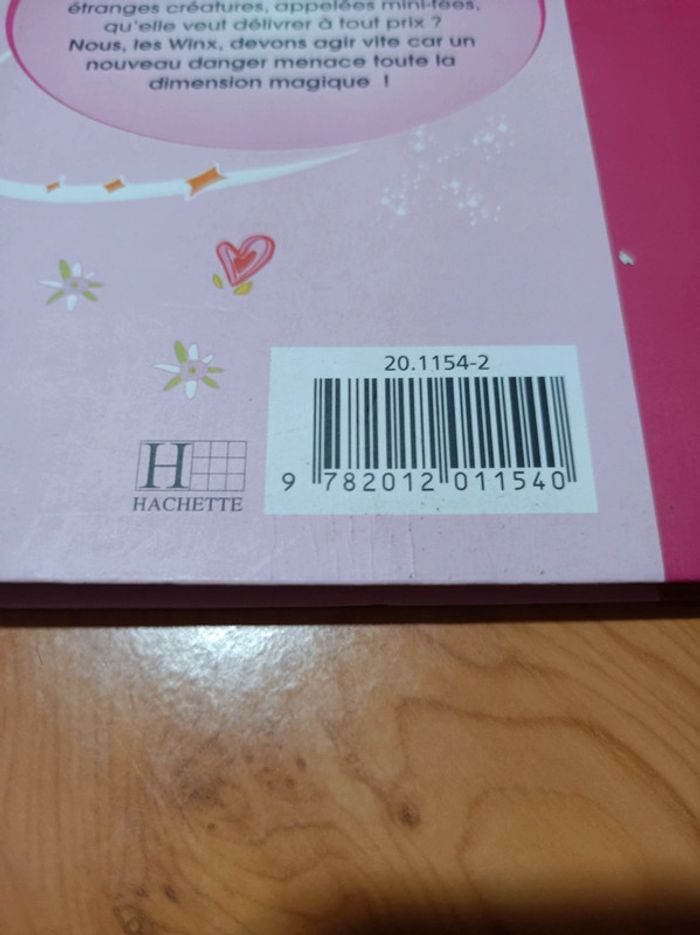 étranges créatures, appelées mini-fées,
qu'elle veut délivrer à tout prix ?
Nous, les Winx, devons agir vite car un
nouveau danger menace toute la
dimension magique !
20.1154-2
9 782012 011540
H
HACHETTE